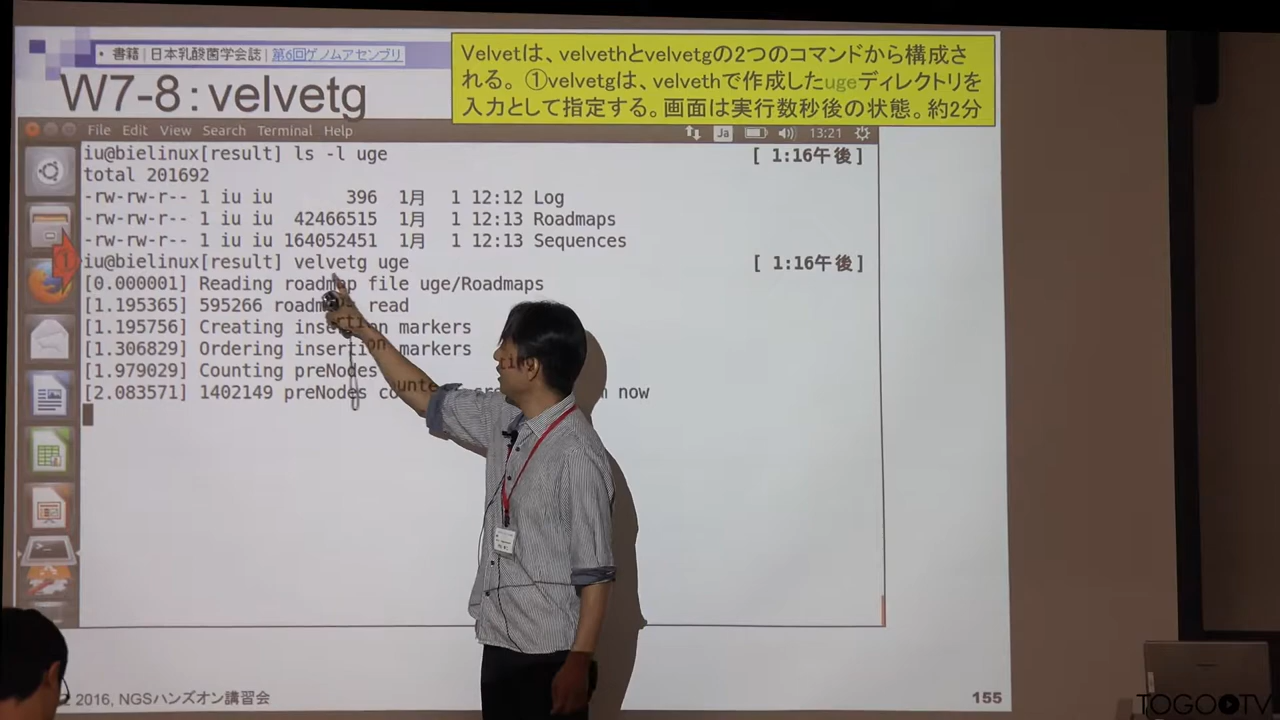 ・書籍 | 日本乳酸菌学会誌 | 第6回ゲノムアセンブリ
W7-8：velvetg
Velvetは、velvethとvelvetgの2つのコマンドから構成さ
れる。①velvetgは、velvethで作成したugeディレクトリを
入力として指定する。画面は実行数秒後の状態。約2分
File Edit View Search Terminal Help Ja 13:21
iu@bielinux[result] ls -l uge [ 1:16午後]
total 201692
-rw-rw-r-- 1 iu iu 396 1月 1 12:12 Log
-rw-rw-r-- 1 iu iu 42466515 1月 1 12:13 Roadmaps
-rw-rw-r-- 1 iu iu 164052451 1月 1 12:13 Sequences
①
iu@bielinux[result] velvetg uge [ 1:16午後]
[0.000001] Reading roadmap file uge/Roadmaps
[1.195365] 595266 roadmaps read
[1.195756] Creating insertion markers
[1.306829] Ordering insertion markers
[1.979029] Counting preNodes
[2.083571] 1402149 preNodes now
2016, NGSハンズオン講習会
155
TOGOTV